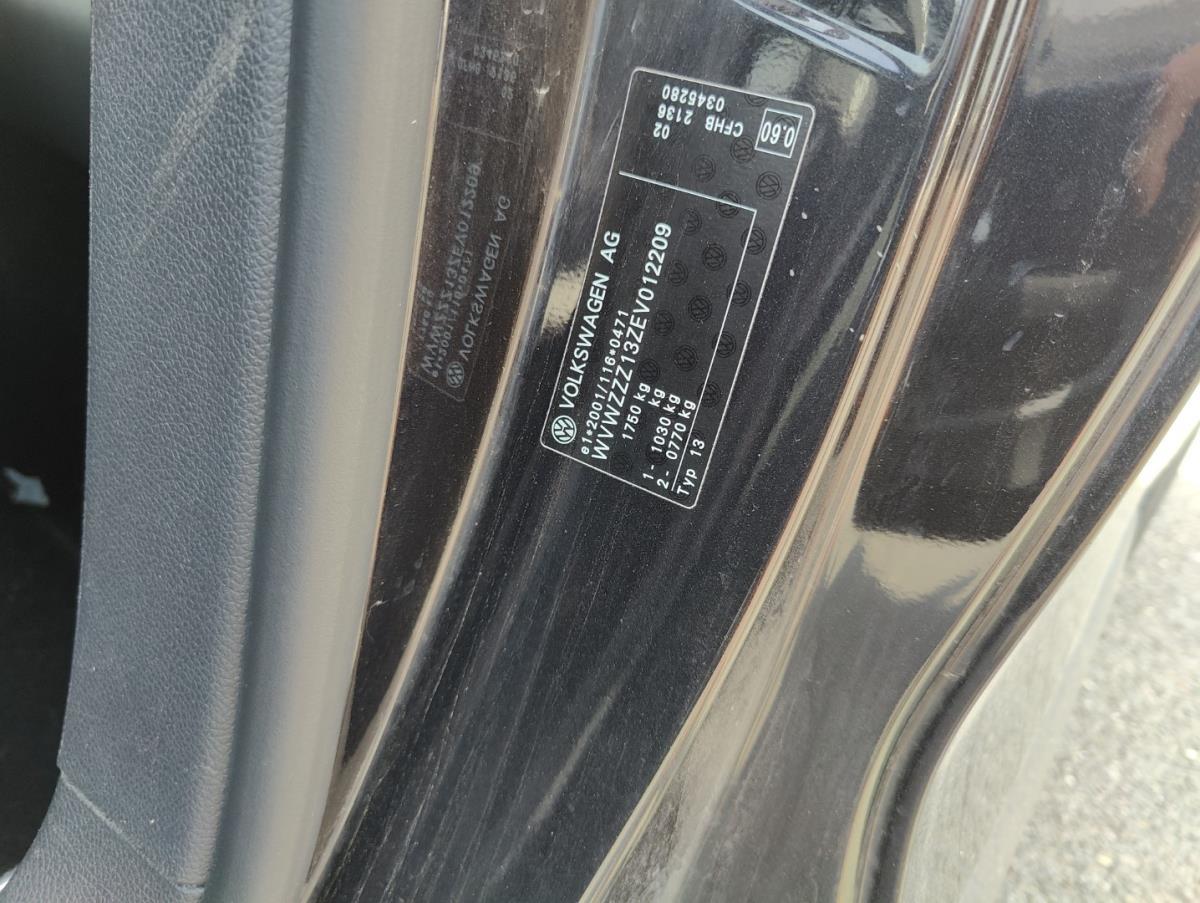 VOLKSWAGEN AG
e1*2001/116*0471
WVWZZZ13ZEV012209
1750 kg
kg
1- 1030 kg
2- 0770 kg
Typ 13
02
CFHB 2136
0345280
0.60